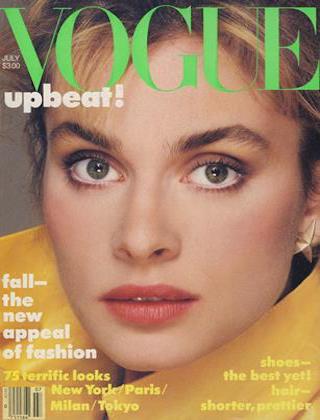 VOGUE
JULY
$3.00
upbeat!
fall—
the
new
appeal
of fashion
75 terrific looks
New York/Paris/
Milan/Tokyo
shoes—
the best yet!
hair—
shorter, prettier